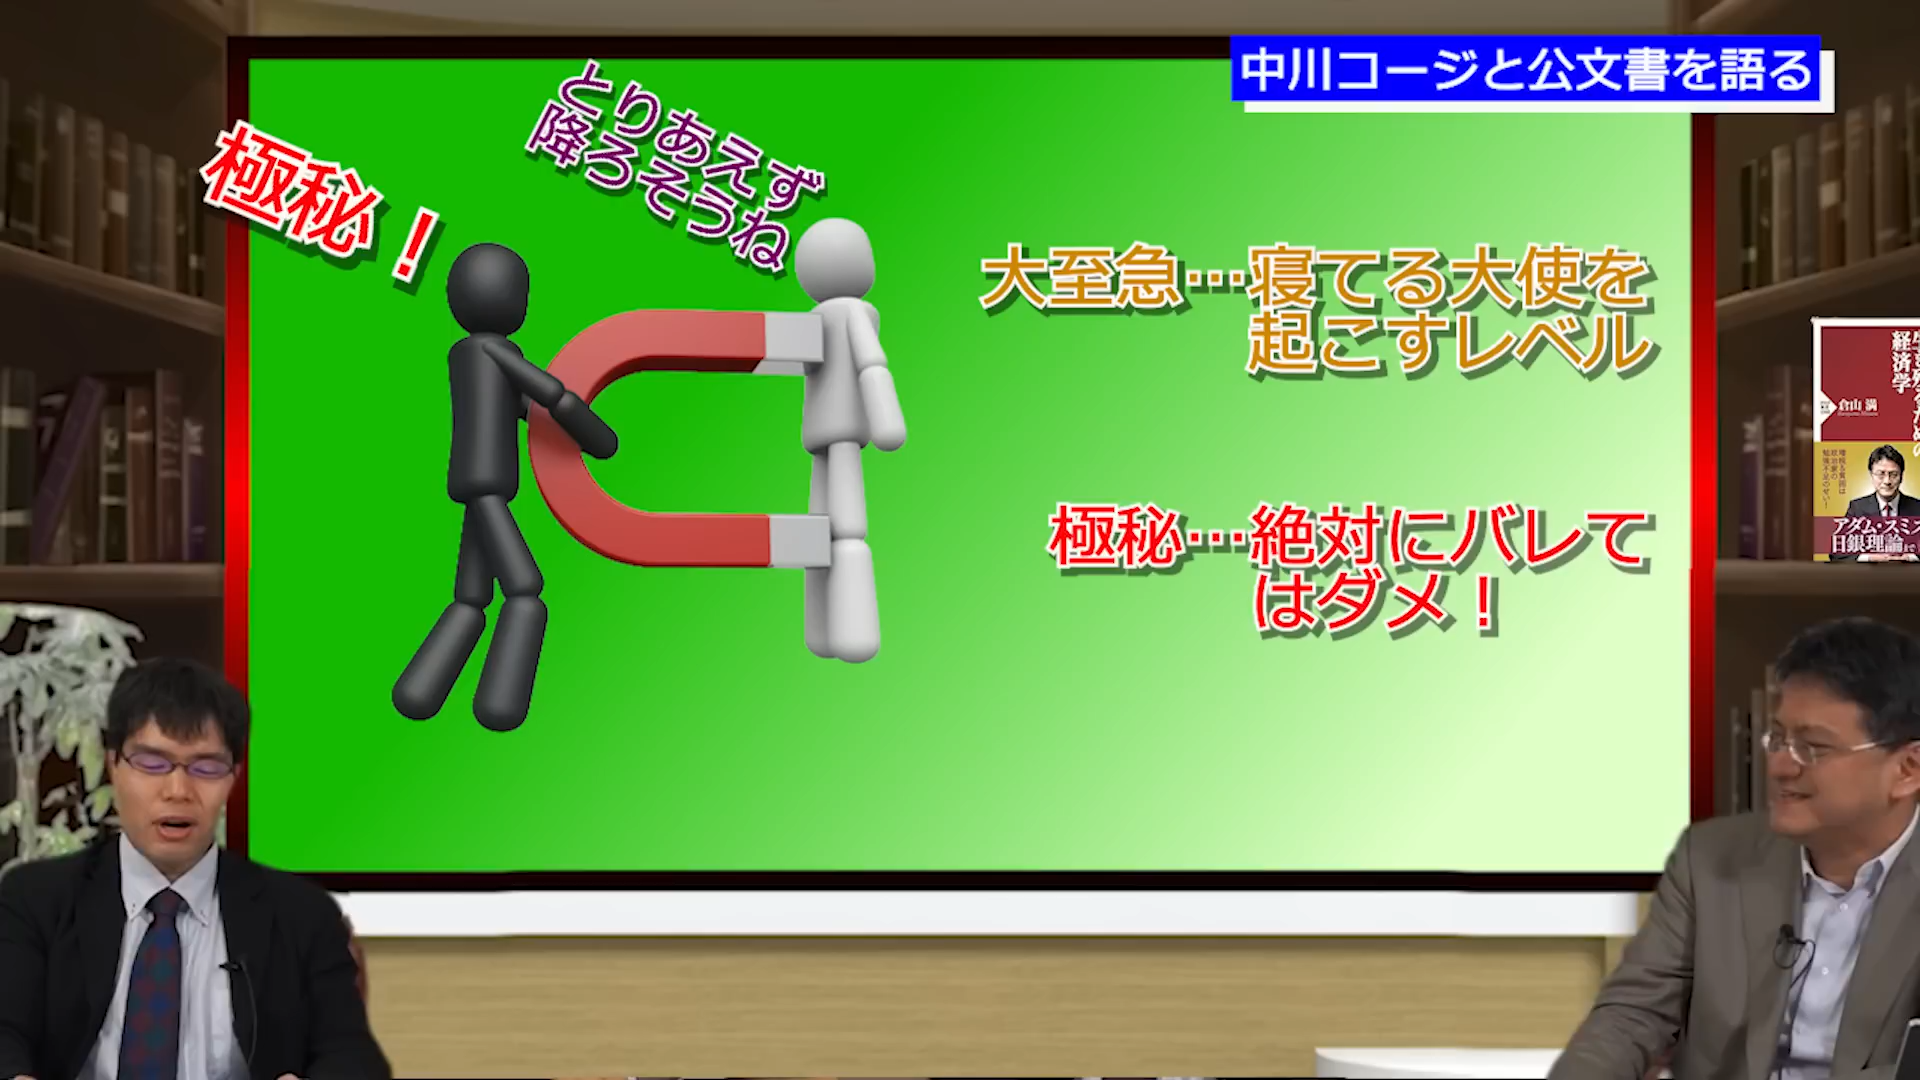 中川コージと公文書を語る
とりあえず
降ろそうね
極秘！
大至急…寝てる大使を
起こすレベル
極秘…絶対にバレて
はダメ！
経済学
倉山 満
アダム・スミス
日銀理論まで